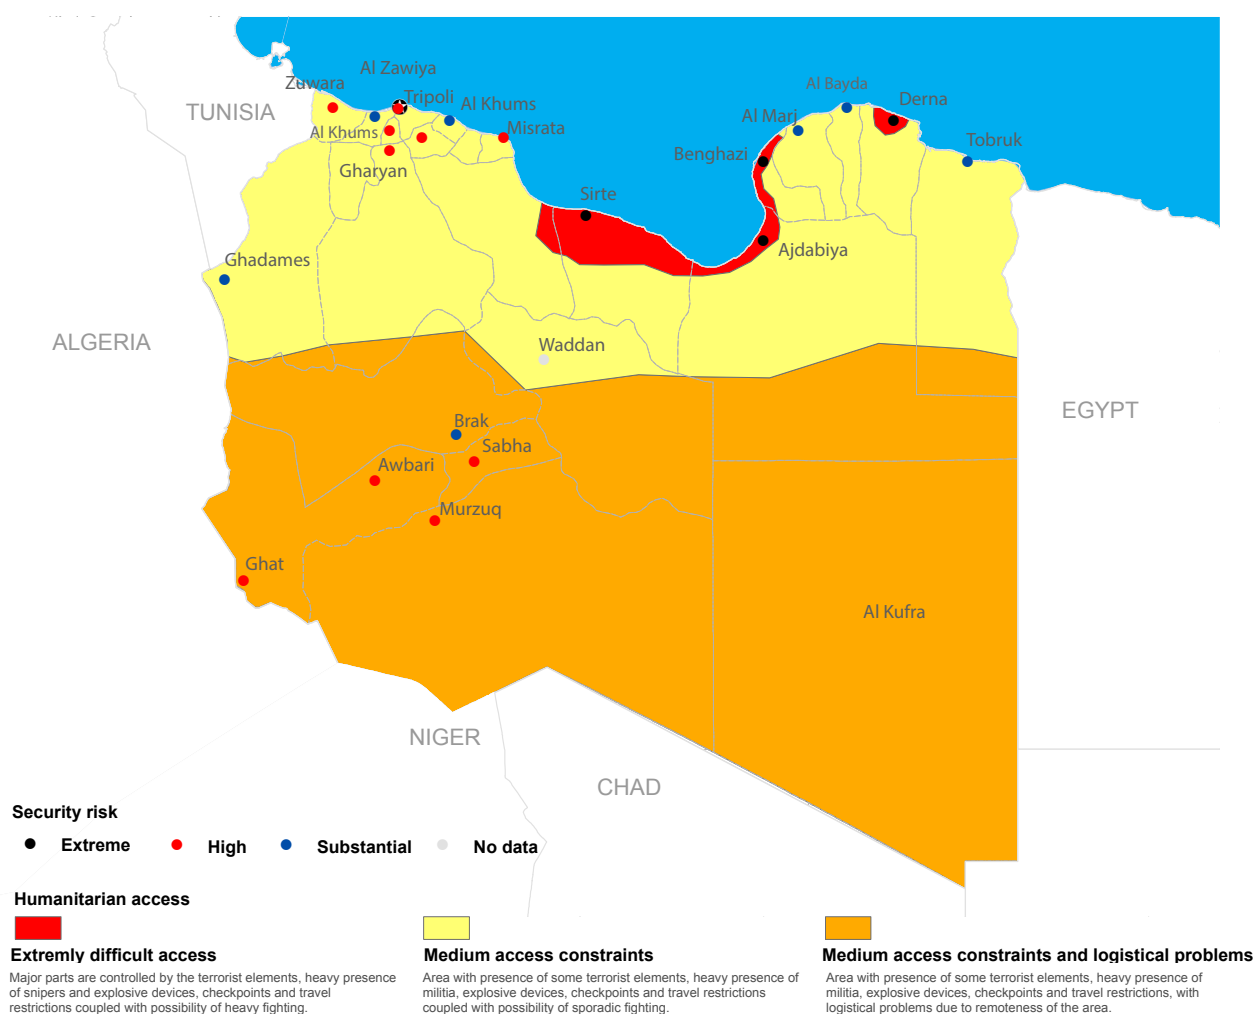 Al Zawiya
Zuwara
Tripoli
Al Khums
TUNISIA
Al Khums
Misrata
Gharyan
Al Bayda
Derna
Al Marj
Benghazi
Tobruk
Sirte
Ajdabiya
Ghadames
ALGERIA
Waddan
EGYPT
Brak
Sabha
Awbari
Murzuq
Ghat
Al Kufra
NIGER
CHAD
Security risk
Extreme
High
Substantial
No data
Humanitarian access
Extremly difficult access
Major parts are controlled by the terrorist elements, heavy presence
of snipers and explosive devices, checkpoints and travel
restrictions coupled with possibility of heavy fighting.
Medium access constraints
Area with presence of some terrorist elements, heavy presence of
militia, explosive devices, checkpoints and travel restrictions
coupled with possibility of sporadic fighting.
Medium access constraints and logistical problems
Area with presence of some terrorist elements, heavy presence of
militia, explosive devices, checkpoints and travel restrictions, with
logistical problems due to remoteness of the area.